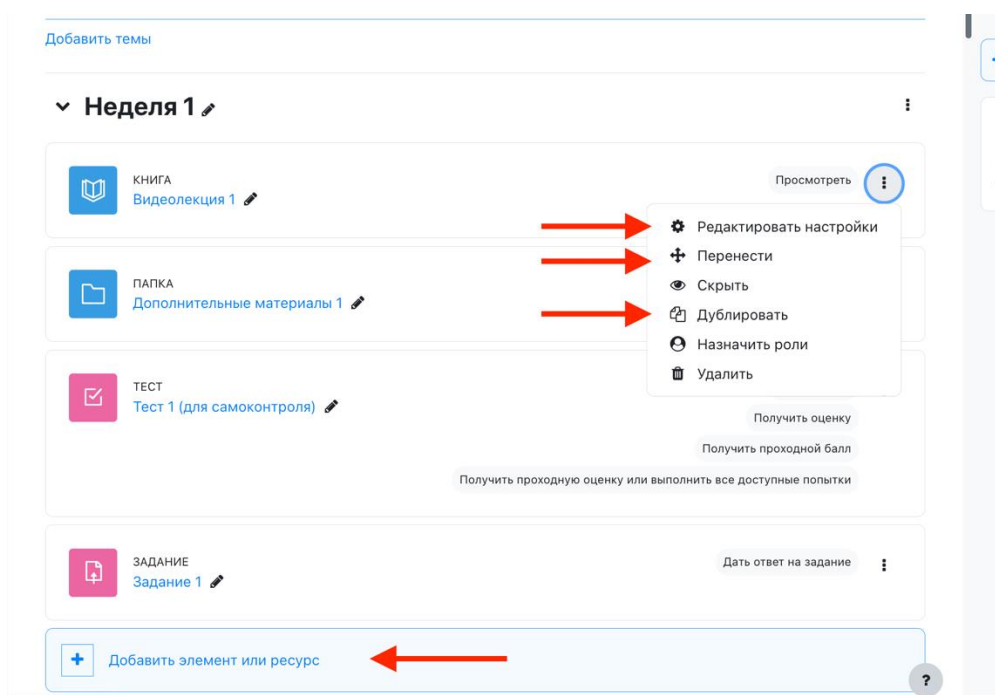 Добавить темы
Неделя 1
КНИГА
Видеолекция 1
Просмотреть
Редактировать настройки
Перенести
Скрыть
Дублировать
Назначить роли
Удалить
ПАПКА
Дополнительные материалы 1
ТЕСТ
Тест 1 (для самоконтроля)
Получить оценку
Получить проходной балл
Получить проходную оценку или выполнить все доступные попытки
ЗАДАНИЕ
Задание 1
Дать ответ на задание
+ Добавить элемент или ресурс
?